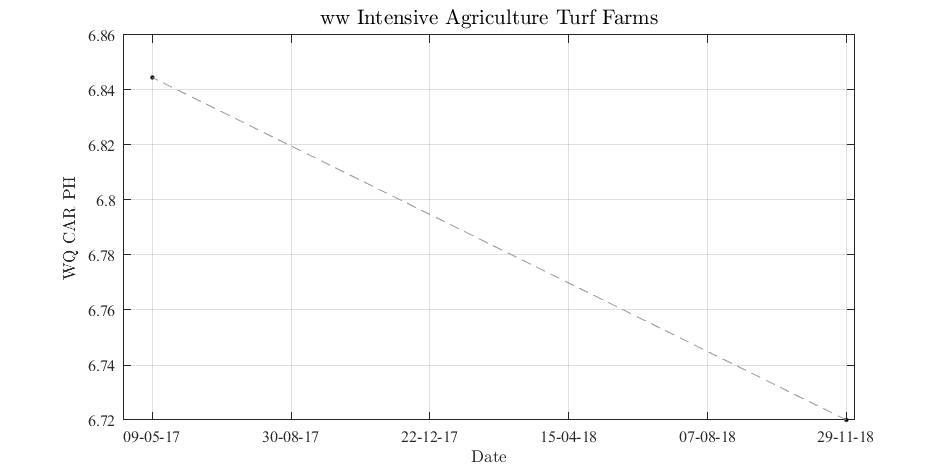 ww Intensive Agriculture Turf Farms
6.86
6.84
6.82
6.8
6.78
6.76
6.74
6.72
WQ CAR PH
09-05-17 30-08-17 22-12-17 15-04-18 07-08-18 29-11-18
Date